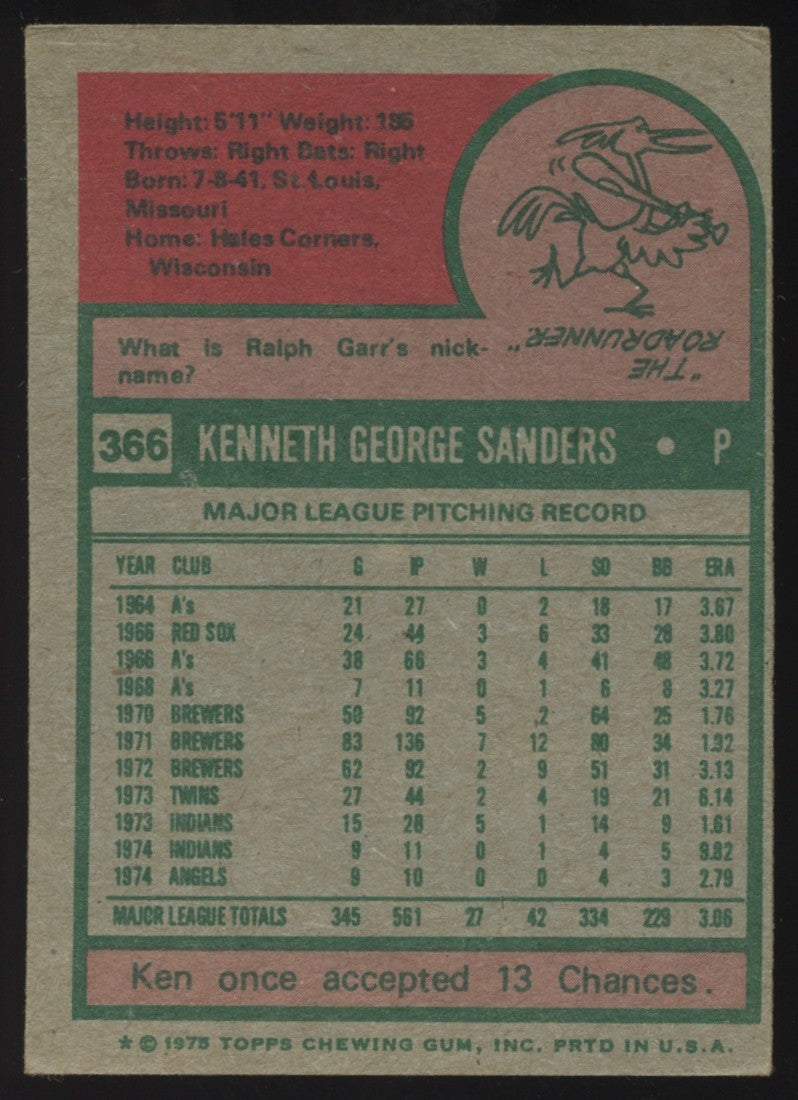 Height: 5'11" Weight: 185
Throws: Right Bats: Right
Born: 7-8-41, St. Louis,
Missouri
Home: Hales Corners,
Wisconsin
What is Ralph Garr's nick-
name?
"THE
ROADRUNNER."
366 KENNETH GEORGE SANDERS • P
MAJOR LEAGUE PITCHING RECORD
YEAR CLUB G IP W L SO BB ERA
1964 A's 21 27 0 2 18 17 3.67
1966 RED SOX 24 44 3 6 33 28 3.80
1966 A's 38 66 3 4 41 48 3.72
1968 A's 7 11 0 1 6 8 3.27
1970 BREWERS 50 92 5 2 64 25 1.76
1971 BREWERS 83 136 7 12 80 34 1.92
1972 BREWERS 62 92 2 9 51 31 3.13
1973 TWINS 27 44 2 4 19 21 6.14
1973 INDIANS 15 28 5 1 14 9 1.61
1974 INDIANS 9 11 0 1 4 5 9.82
1974 ANGELS 9 10 0 0 4 3 2.79
MAJOR LEAGUE TOTALS 345 561 27 42 334 229 3.06
Ken once accepted 13 Chances.
* © 1975 TOPPS CHEWING GUM, INC. PRTD IN U.S.A.